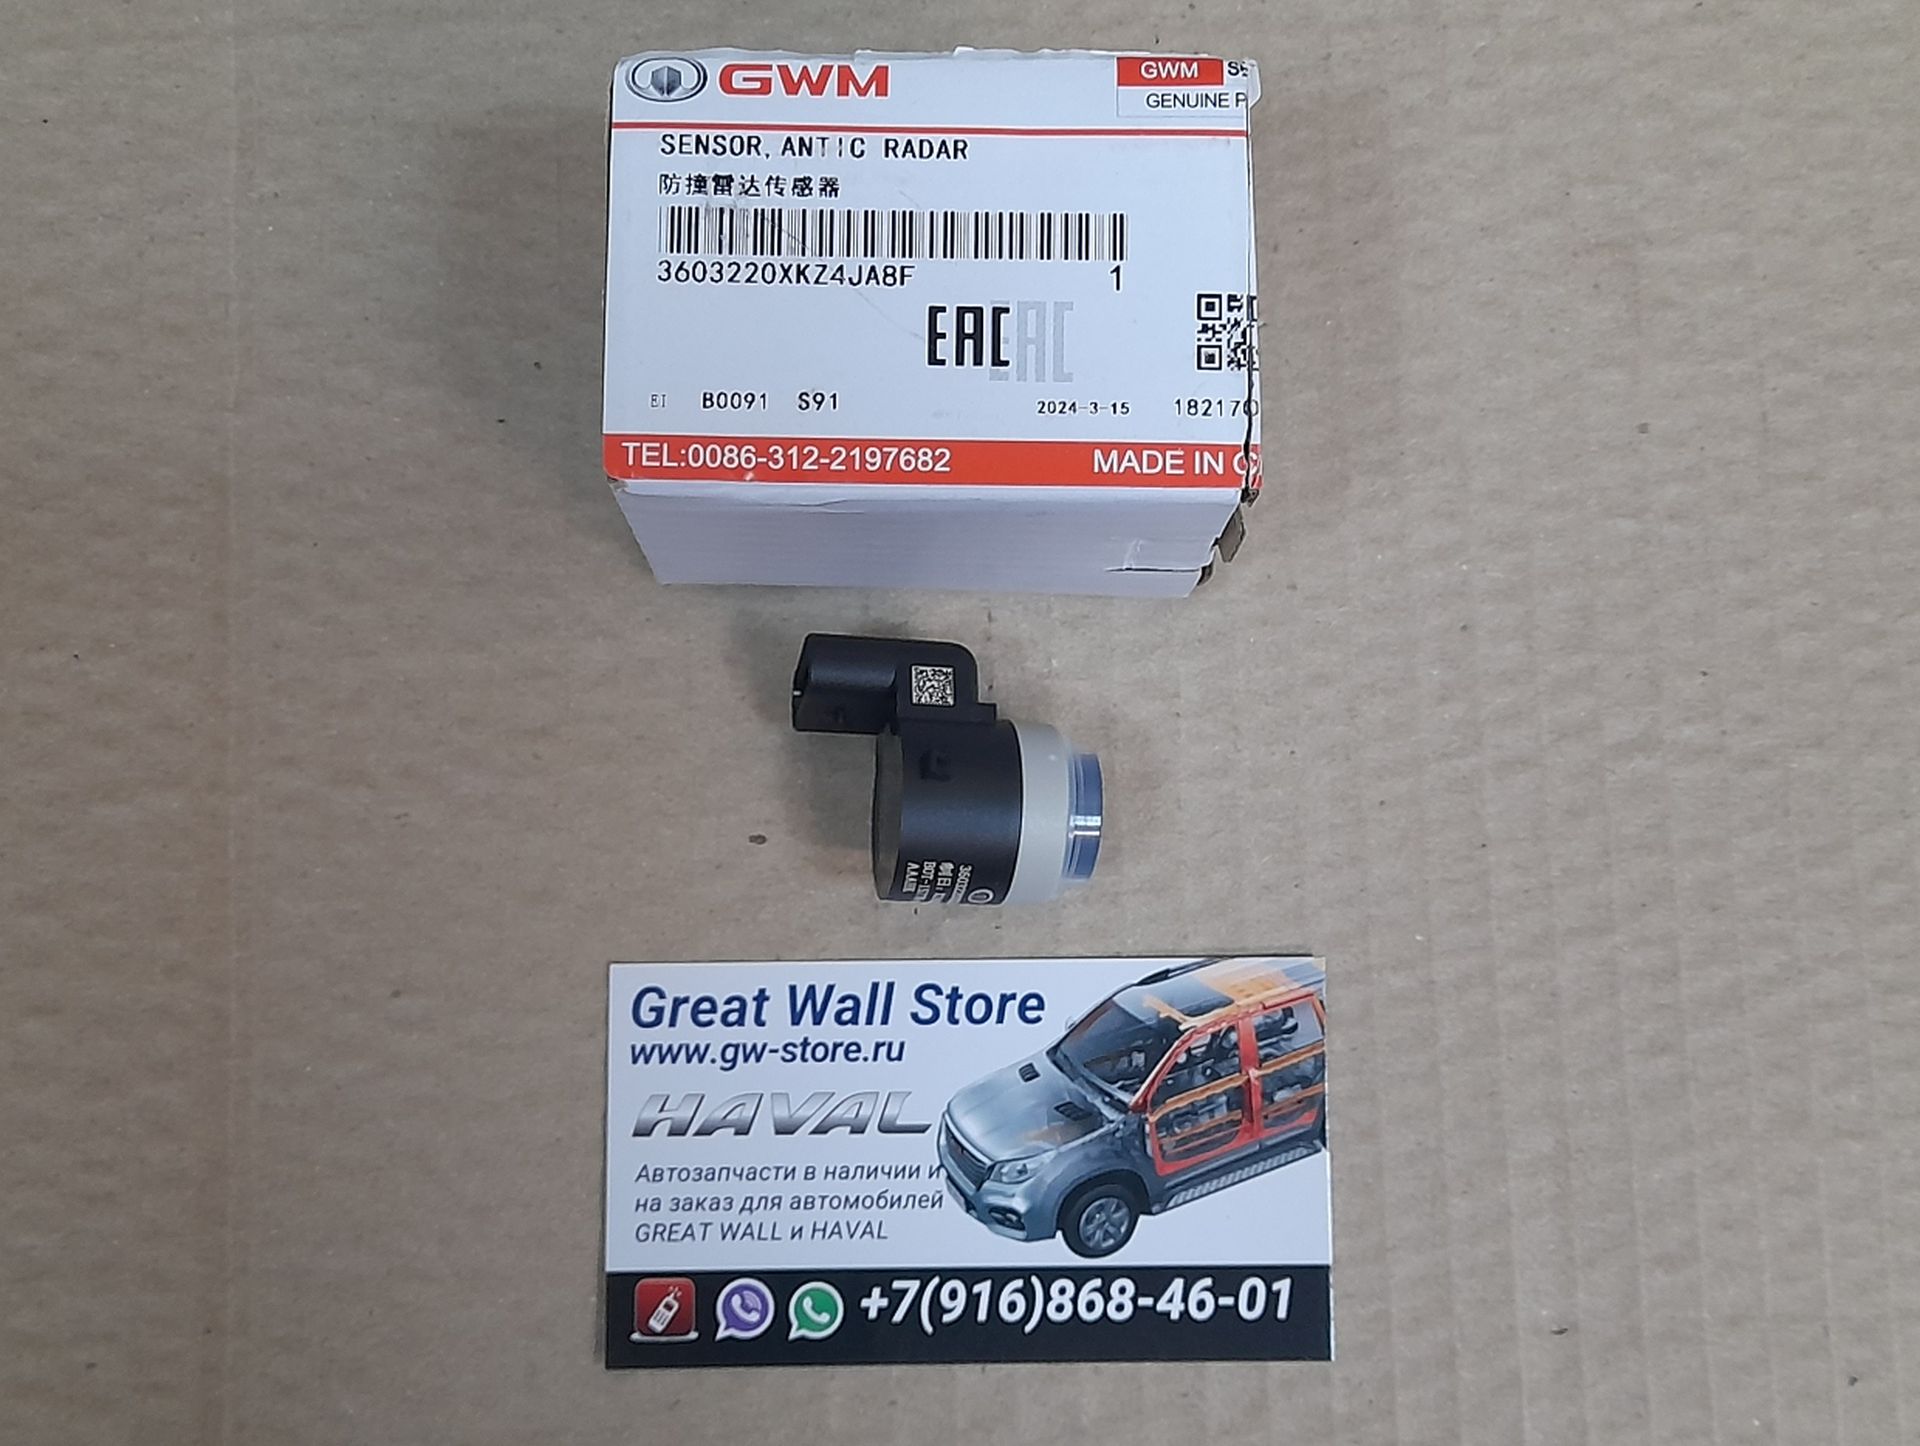 GWM
GWM
GENUINE
SENSOR, ANTIC RADAR
防撞雷达传感器
3603220XKZ4JA8F 1
EAC
EI B0091 S91 2024-3-15
TEL:0086-312-2197682 MADE IN
Great Wall Store
www.gw-store.ru
HAVAL
Автозапчасти в наличии и
на заказ для автомобилей
GREAT WALL и HAVAL
+7(916)868-46-01